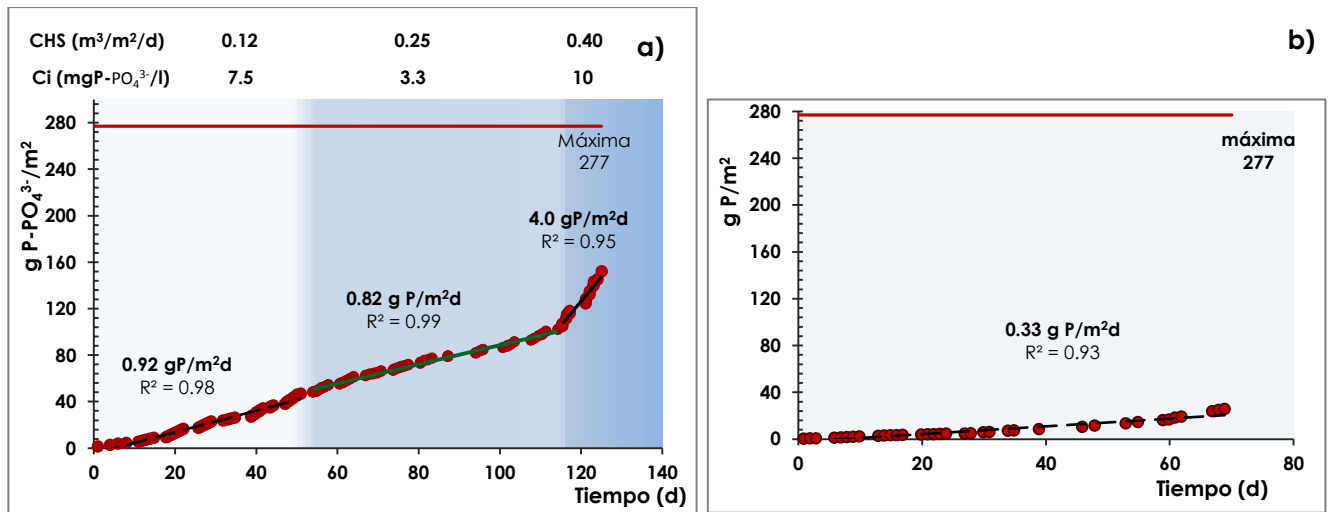 CHS (m³/m²/d) 0.12 0.25 0.40 a)
Ci (mgP-PO₄³⁻/l) 7.5 3.3 10
g P-PO₄³⁻/m²
280
240
200
160
120
80
40
0
Máxima
277
4.0 gP/m²d
R² = 0.95
0.82 g P/m²d
R² = 0.99
0.92 gP/m²d
R² = 0.98
0 20 40 60 80 100 120 140
Tiempo (d)
b)
g P/m²
280
240
200
160
120
80
40
0
máxima
277
0.33 g P/m²d
R² = 0.93
0 20 40 60 80
Tiempo (d)